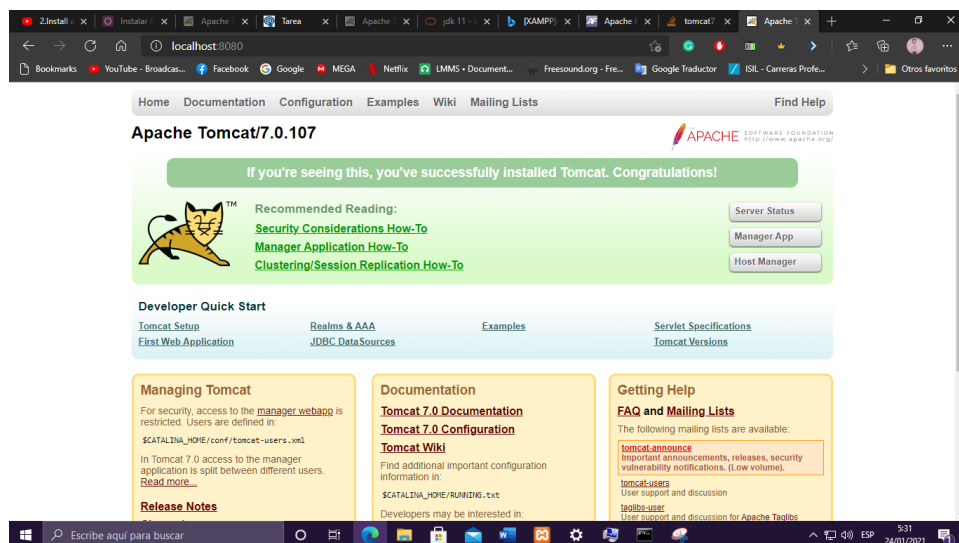 2.Install
Instalar
Apache
Tarea
Apache
jdk 11 -
[XAMPP]
Apache
tomcat7
Apache
localhost:8080
Bookmarks YouTube - Broadcas... Facebook Google MEGA Netflix LMMS • Document... Freesound.org - Fre... Google Traductor ISIL - Carreras Profe... Otros favoritos
Home Documentation Configuration Examples Wiki Mailing Lists Find Help
Apache Tomcat/7.0.107
THE APACHE SOFTWARE FOUNDATION
http://www.apache.org/
If you're seeing this, you've successfully installed Tomcat. Congratulations!
TM
Recommended Reading:
Security Considerations How-To
Manager Application How-To
Clustering/Session Replication How-To
Server Status
Manager App
Host Manager
Developer Quick Start
Tomcat Setup
First Web Application
Realms & AAA
JDBC DataSources
Examples
Servlet Specifications
Tomcat Versions
Managing Tomcat
For security, access to the manager webapp is
restricted. Users are defined in:
$CATALINA_HOME/conf/tomcat-users.xml
In Tomcat 7.0 access to the manager
application is split between different users.
Read more...
Release Notes
Documentation
Tomcat 7.0 Documentation
Tomcat 7.0 Configuration
Tomcat Wiki
Find additional important configuration
information in:
$CATALINA_HOME/RUNNING.txt
Developers may be interested in:
Getting Help
FAQ and Mailing Lists
The following mailing lists are available:
tomcat-announce
Important announcements, releases, security
vulnerability notifications. (Low volume).
tomcat-users
User support and discussion
taglibs-user
User support and discussion for Apache Taglibs
Escribe aquí para buscar
ESP
5:31
24/01/2021